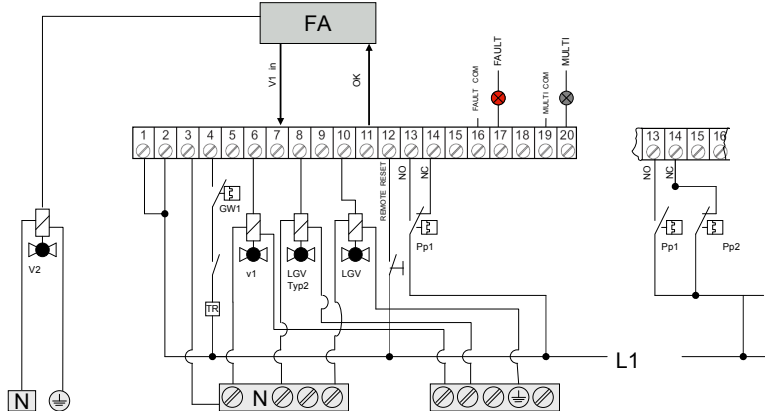 FA
V1 in
OK
FAULT COM
FAULT
MULTI COM
MULTI
1 2 3 4 5 6 7 8 9 10 11 12 13 14 15 16 17 18 19 20
13 14 15 16
REMOTE RESET
NO
NC
NO
NC
GW1
V2
v1
LGV
Typ2
LGV
Pp1
Pp1
Pp2
TR
L1
N
N